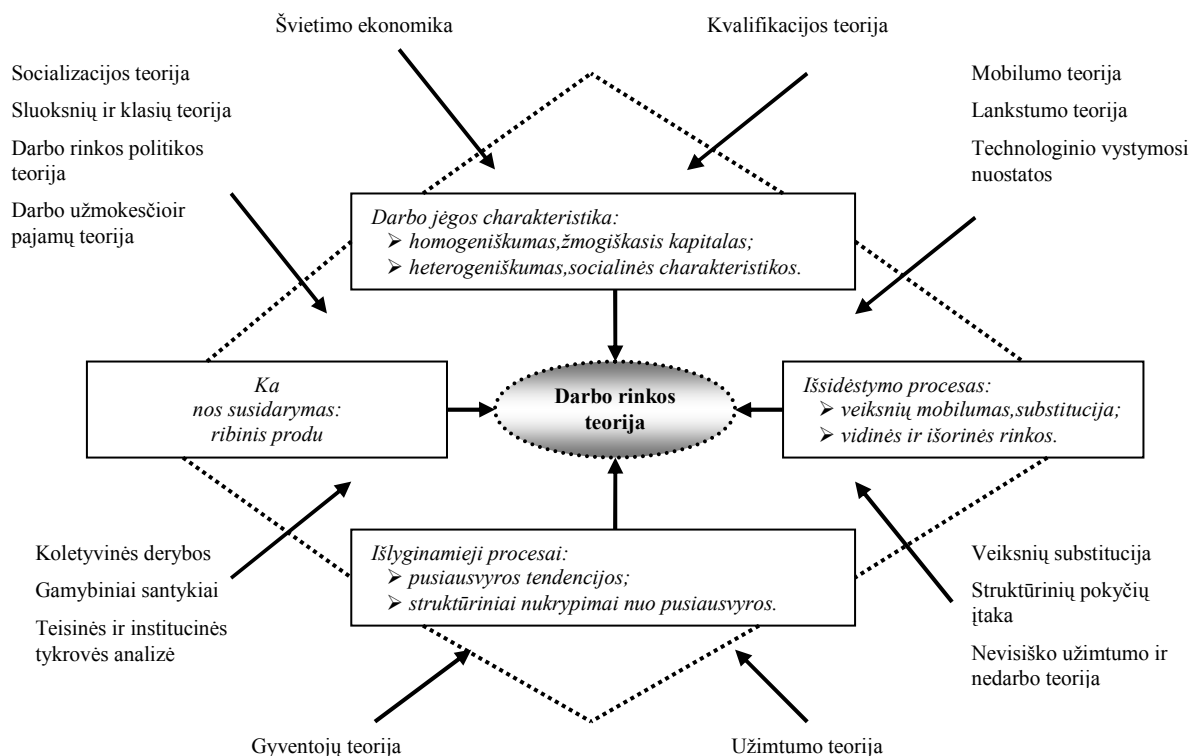 Švietimo ekonomika
Kvalifikacijos teorija
Socializacijos teorija
Sluoksnių ir klasių teorija
Darbo rinkos politikos
teorija
Darbo užmokesčioir
pajamų teorija
Mobilumo teorija
Lankstumo teorija
Technologinio vystymosi
nuostatos
Darbo jėgos charakteristika:
➢ homogeniškumas,žmogiškasis kapitalas;
➢ heterogeniškumas,socialinės charakteristikos.
Ka
nos susidarymas:
ribinis produ
Darbo rinkos
teorija
Išsidėstymo procesas:
➢ veiksnių mobilumas,substitucija;
➢ vidinės ir išorinės rinkos.
Išlyginamieji procesai:
➢ pusiausvyros tendencijos;
➢ struktūriniai nukrypimai nuo pusiausvyros.
Koletyvinės derybos
Gamybiniai santykiai
Teisinės ir institucinės
tykrovės analizė
Veiksnių substitucija
Struktūrinių pokyčių
įtaka
Nevisiško užimtumo ir
nedarbo teorija
Gyventojų teorija
Užimtumo teorija